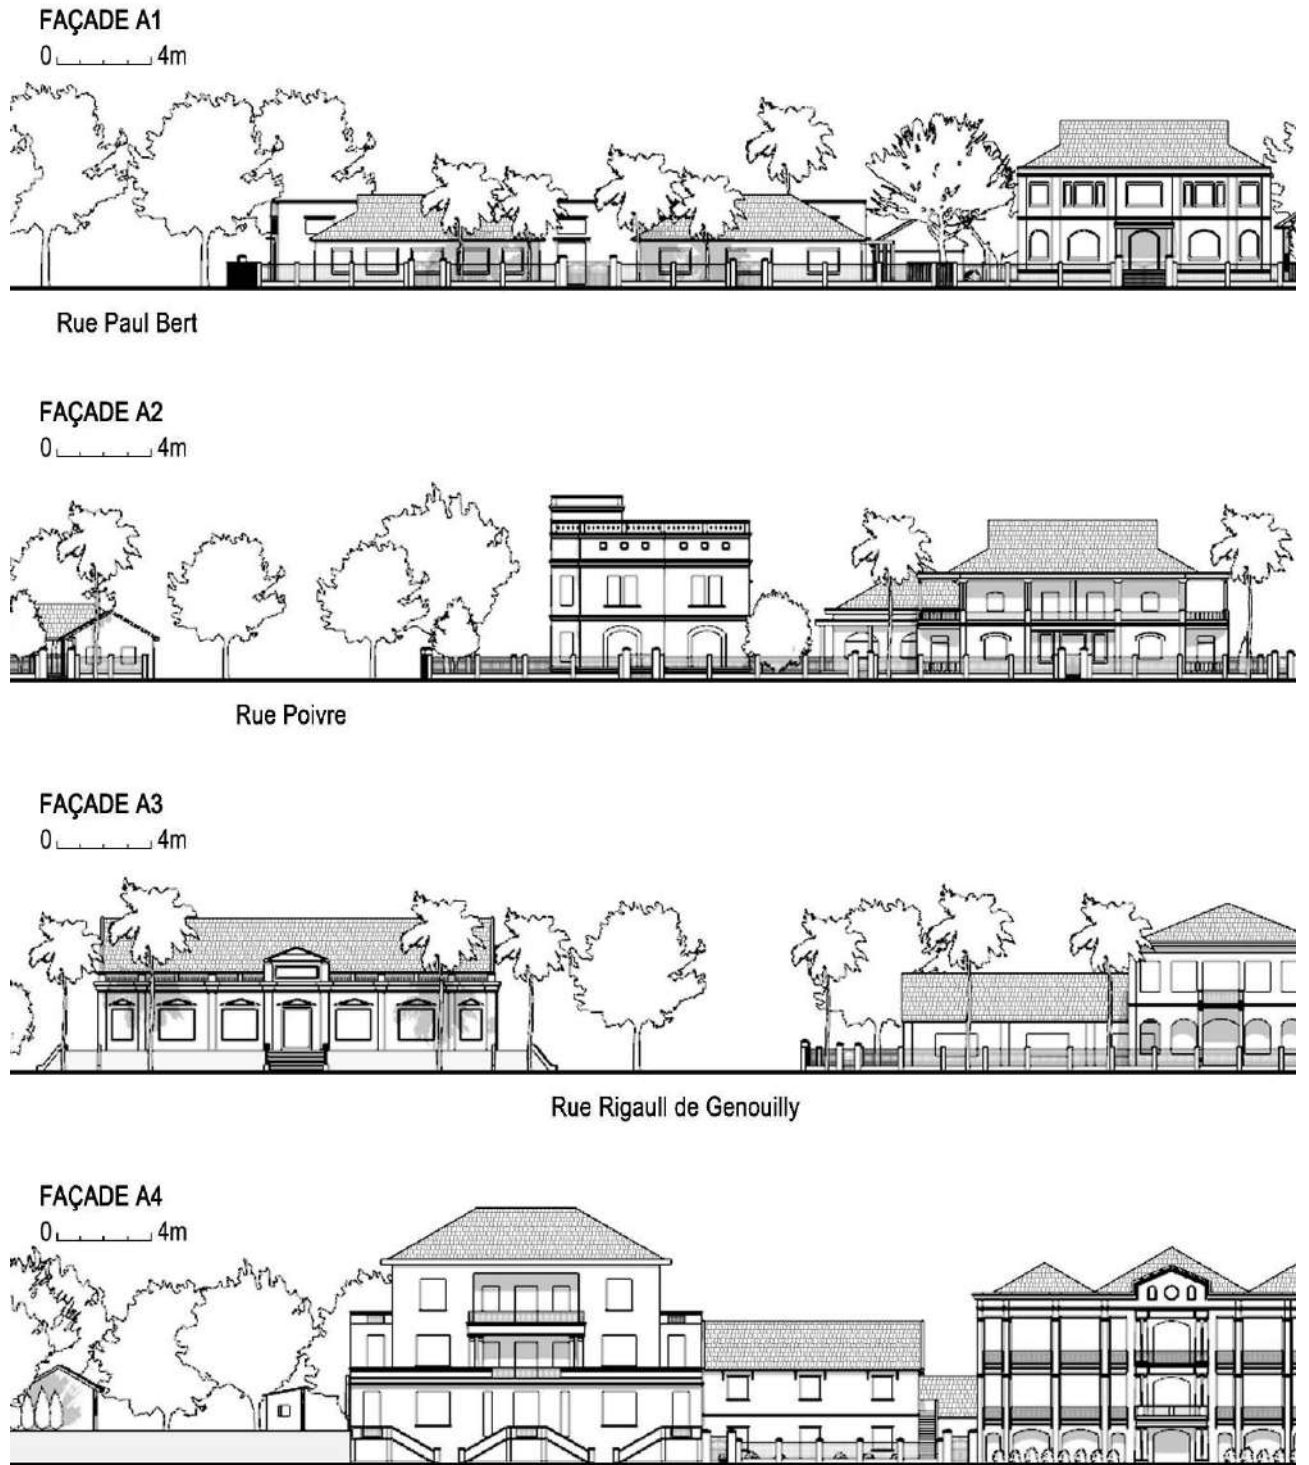 FAÇADE A1
0 4m
Rue Paul Bert
FAÇADE A2
0 4m
Rue Poivre
FAÇADE A3
0 4m
Rue Rigaull de Genouilly
FAÇADE A4
0 4m